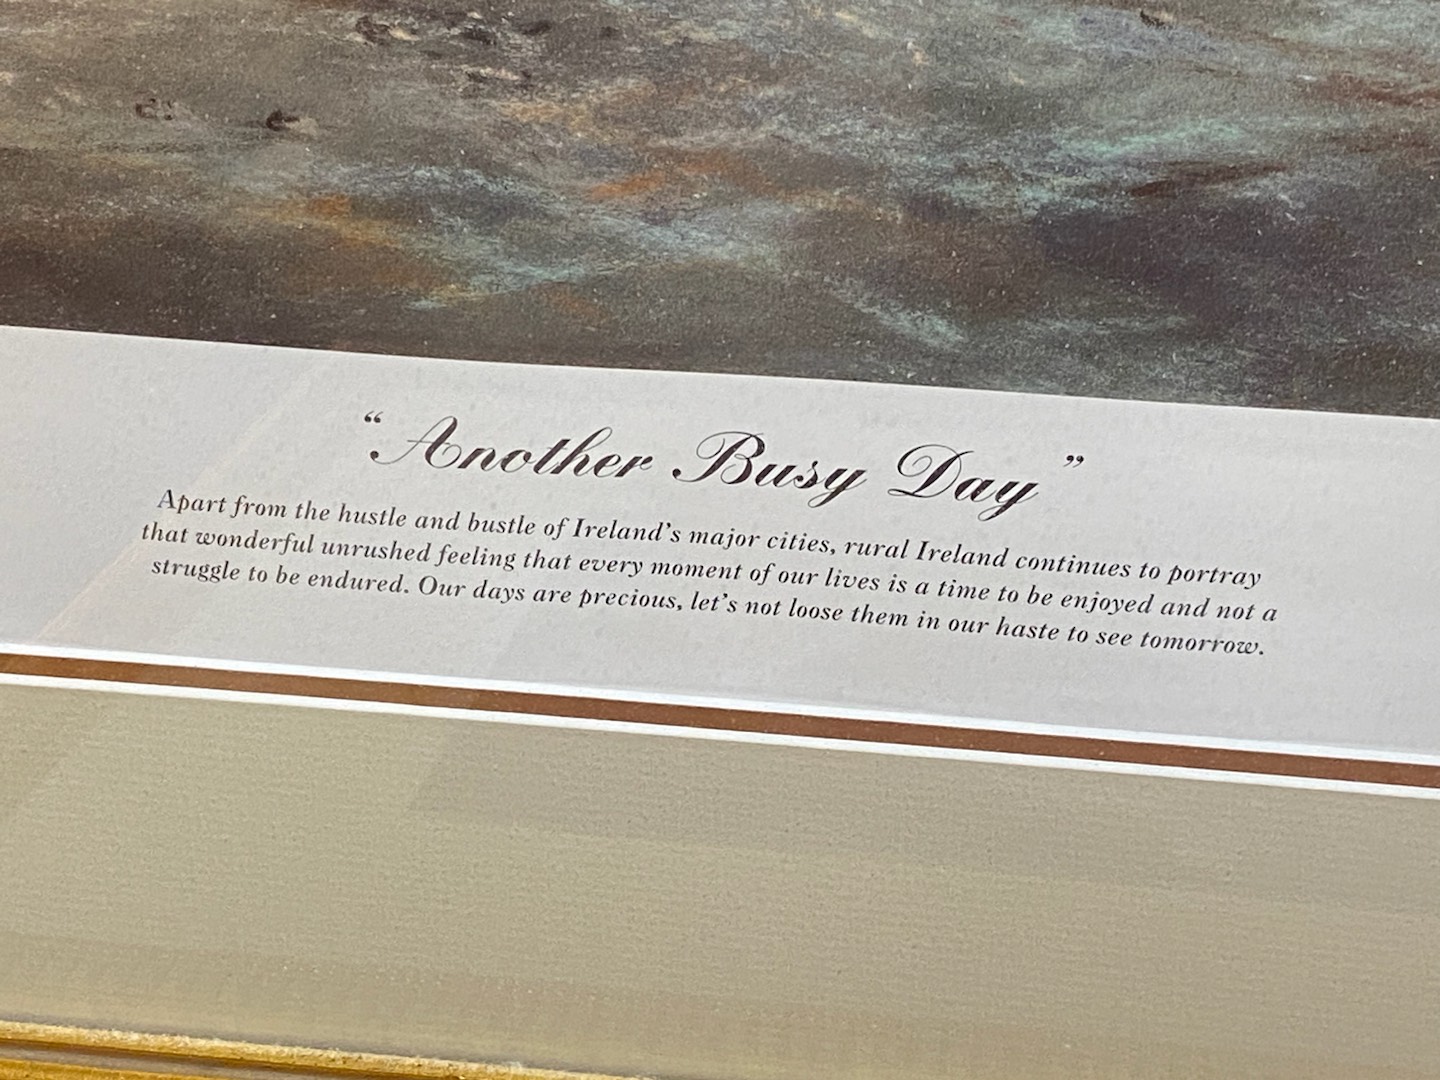 “Another Busy Day”
Apart from the hustle and bustle of Ireland’s major cities, rural Ireland continues to portray
that wonderful unrushed feeling that every moment of our lives is a time to be enjoyed and not a
struggle to be endured. Our days are precious, let’s not loose them in our haste to see tomorrow.